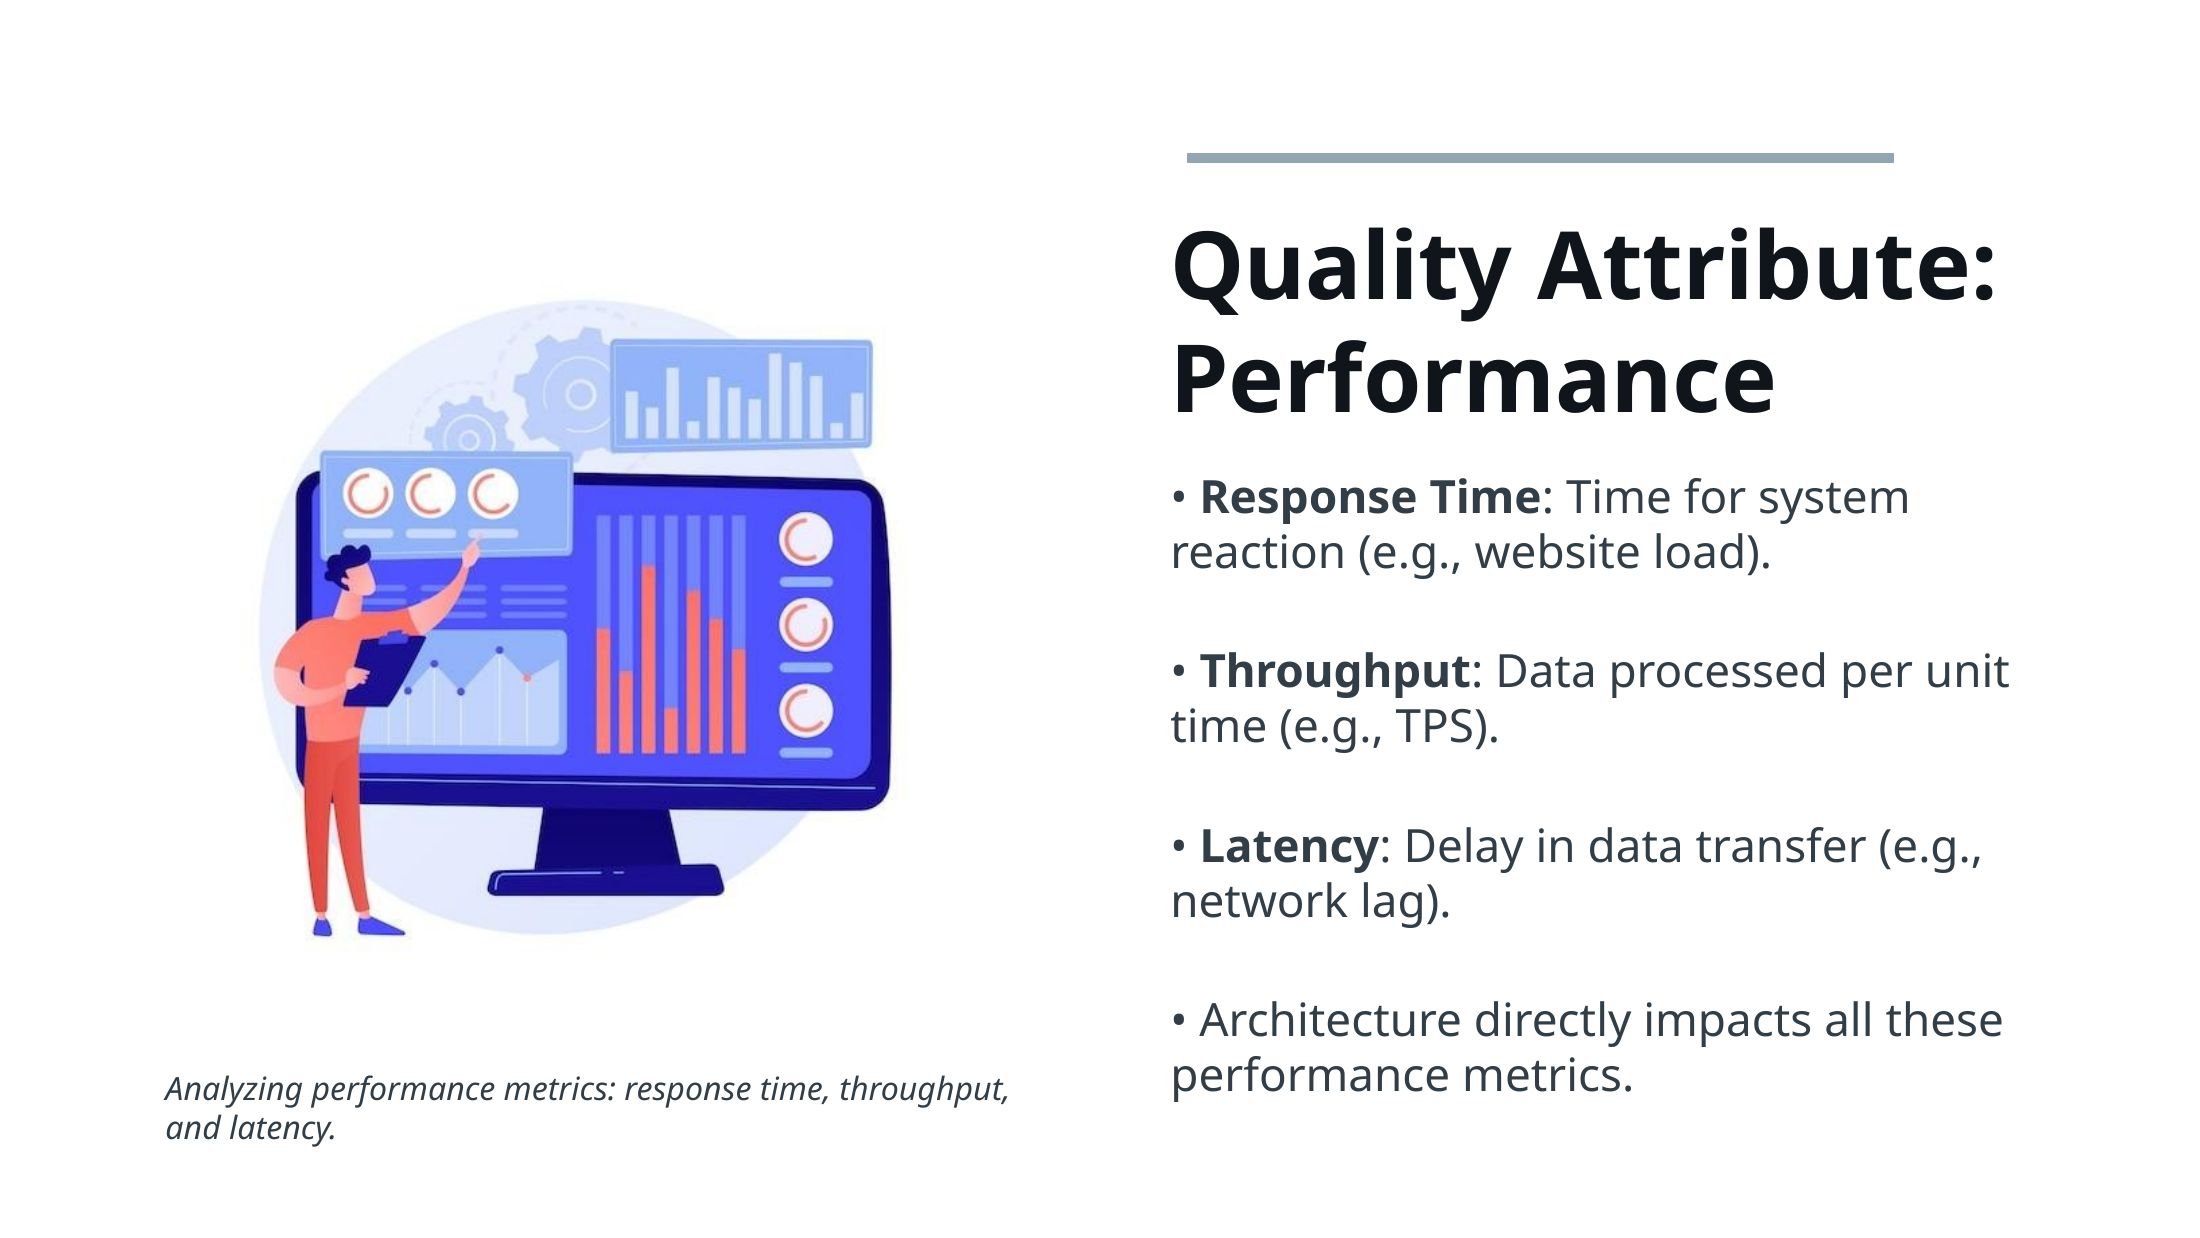 Quality Attribute:
Performance
• Response Time: Time for system
reaction (e.g., website load).
• Throughput: Data processed per unit
time (e.g., TPS).
• Latency: Delay in data transfer (e.g.,
network lag).
• Architecture directly impacts all these
performance metrics.
Analyzing performance metrics: response time, throughput,
and latency.